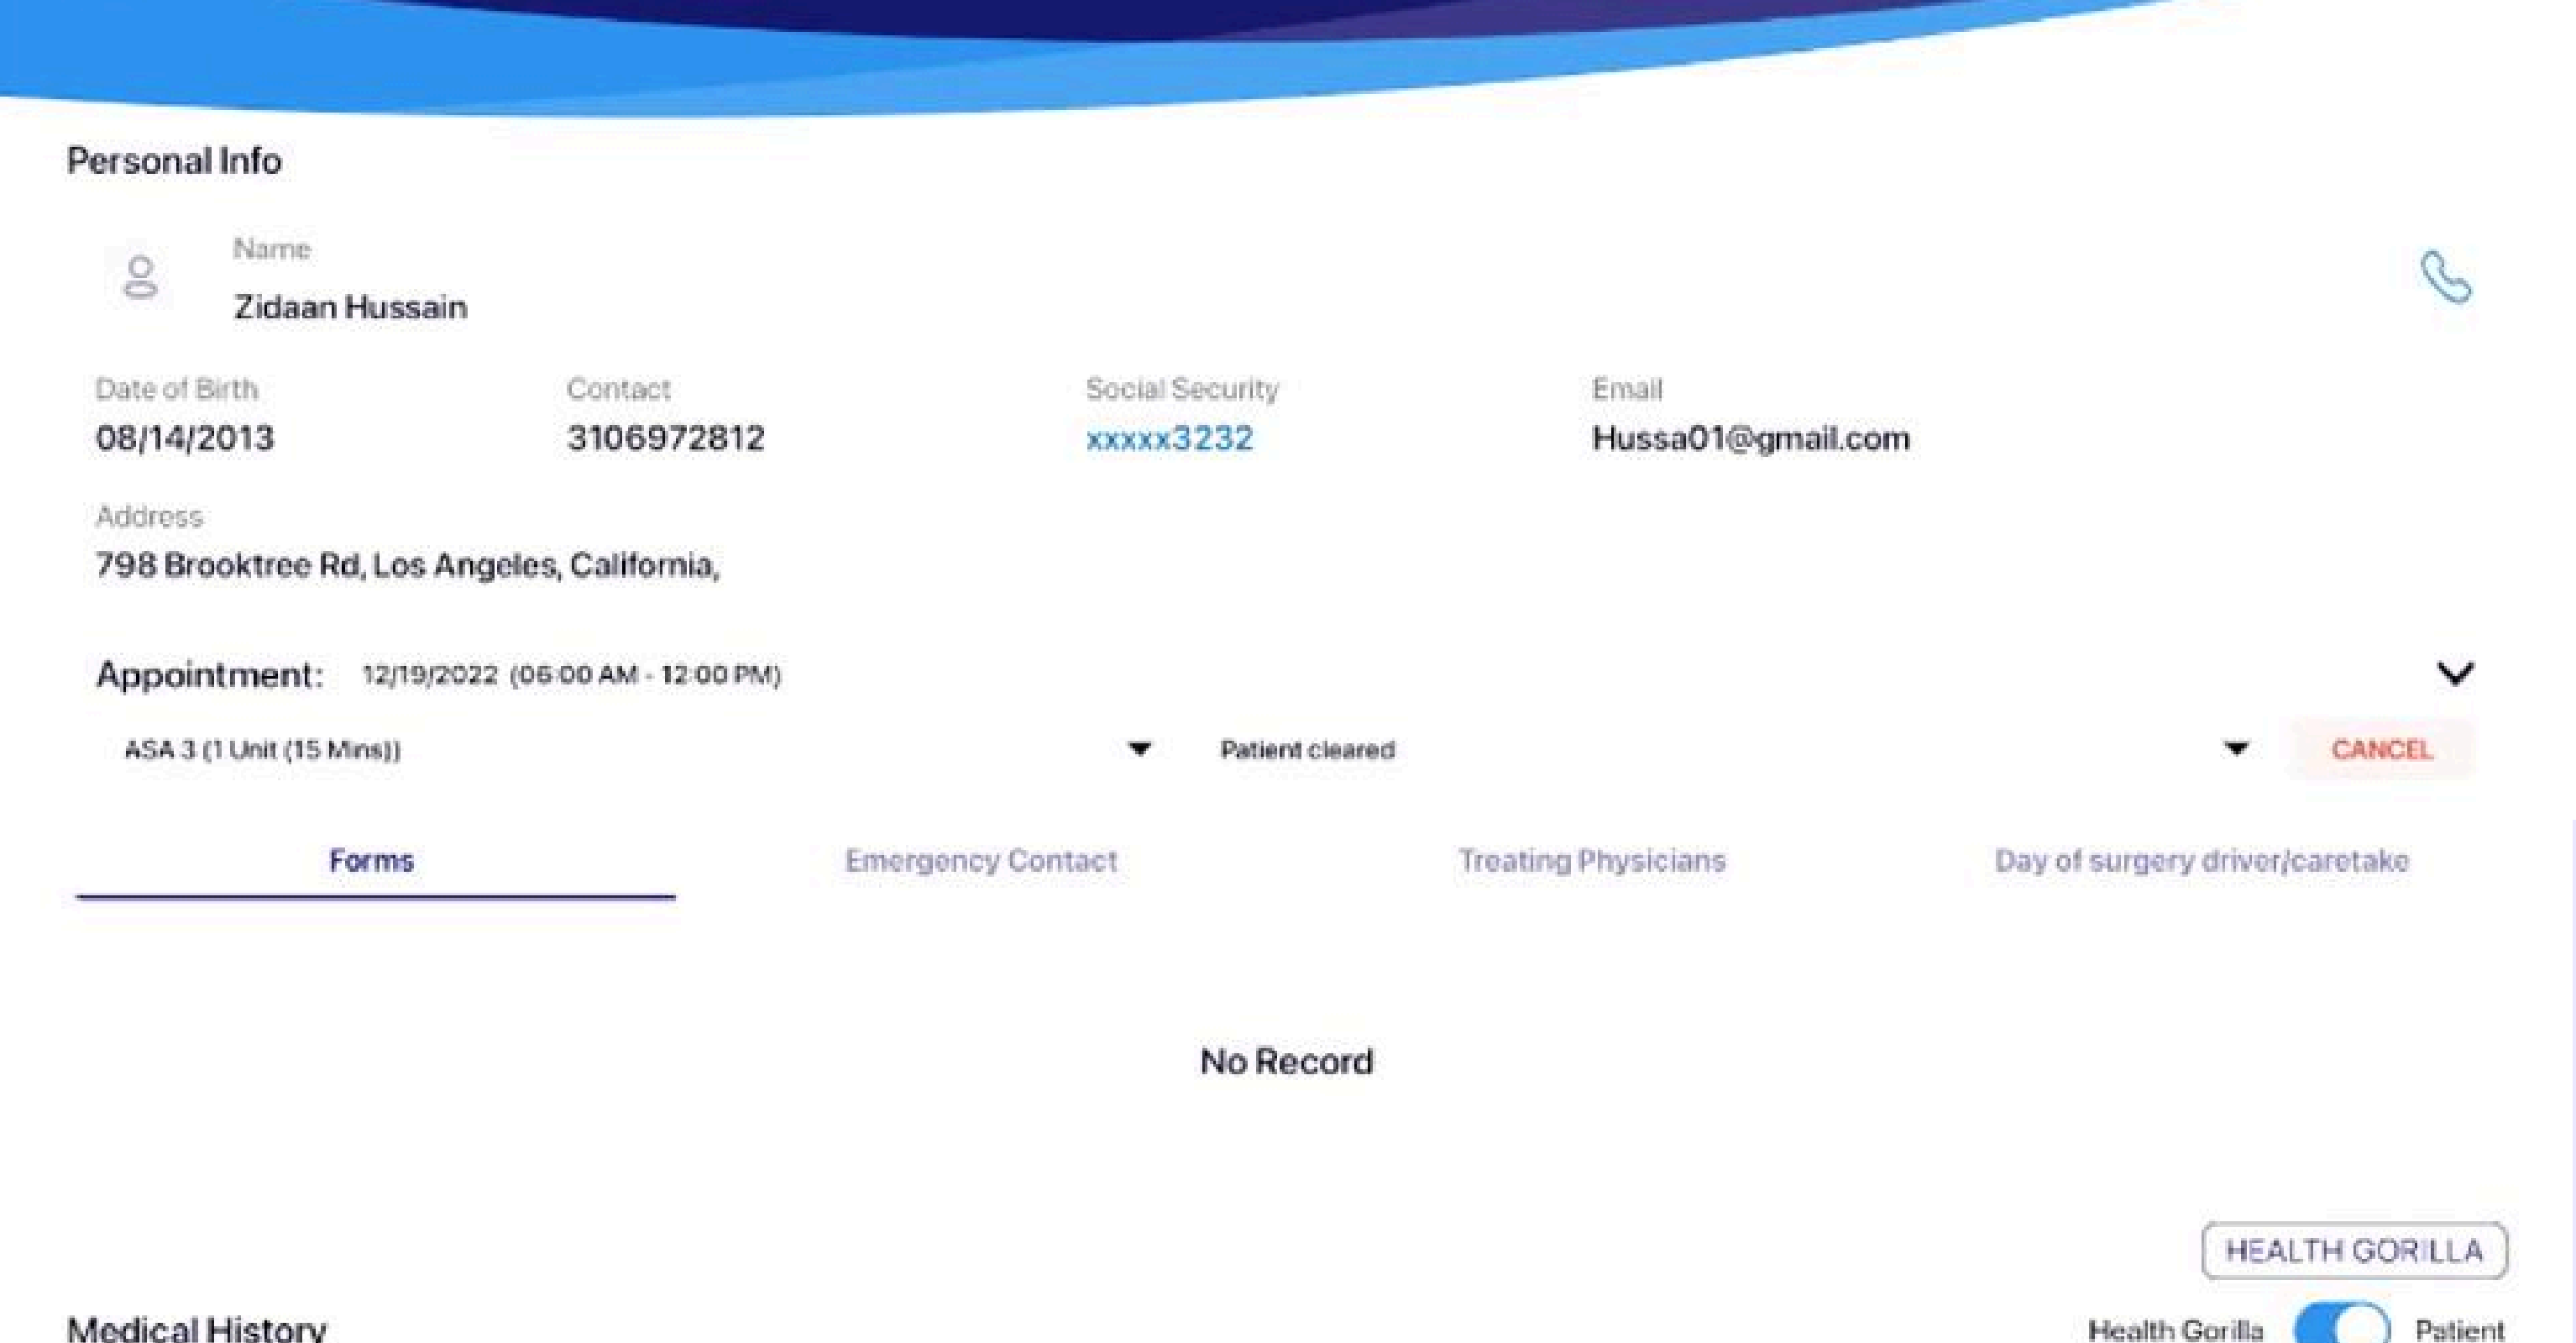 Personal Info
Name
Zidaan Hussain
Date of Birth Contact Social Security Email
08/14/2013 3106972812 xxxxx3232 Hussa01@gmail.com
Address
798 Brooktree Rd, Los Angeles, California,
Appointment: 12/19/2022 (06:00 AM - 12:00 PM)
ASA 3 (1 Unit (15 Mins)) Patient cleared CANCEL
Forms Emergency Contact Treating Physicians Day of surgery driver/caretake
No Record
HEALTH GORILLA
Medical History Health Gorilla Patient